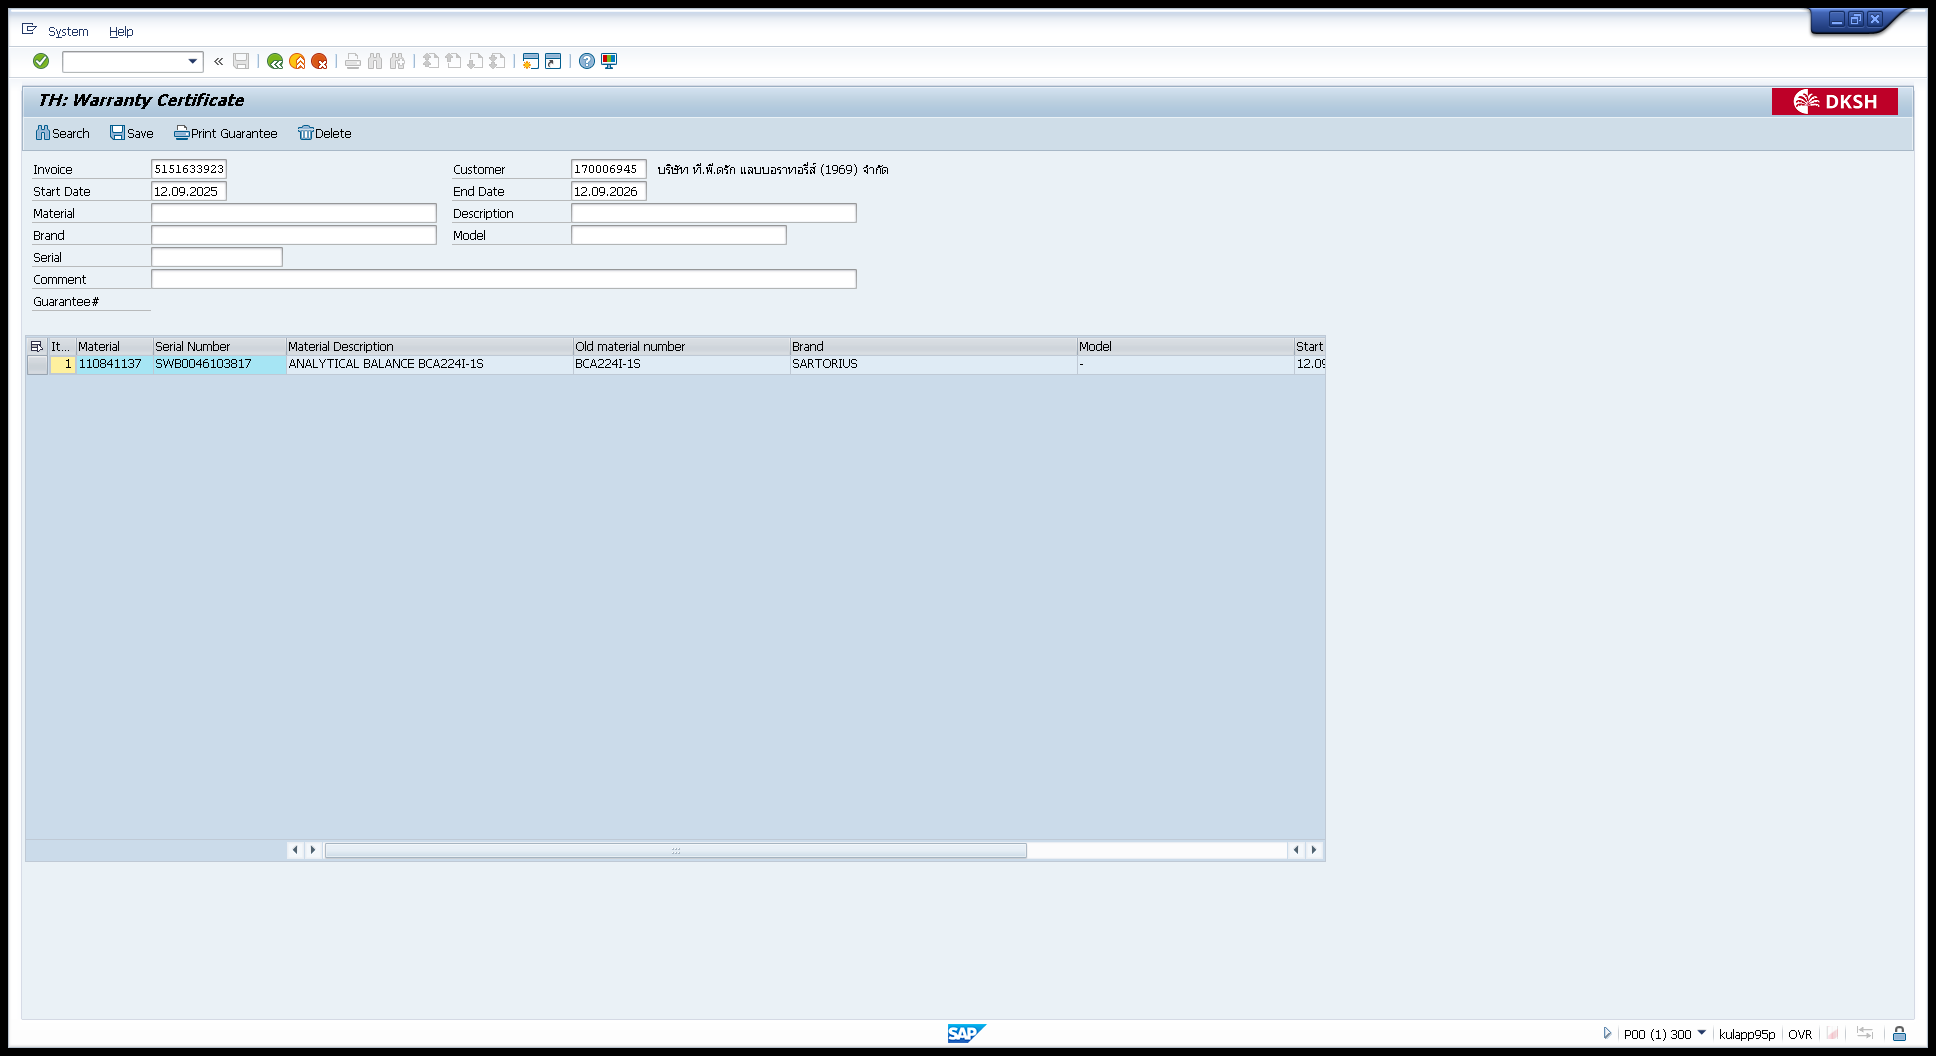 System Help
TH: Warranty Certificate
DKSH
Search Save Print Guarantee Delete
Invoice 5151633923 Customer 170006945 บริษัท ที.พี.ดรัก แลบบอราทอรี่ส์ (1969) จำกัด
Start Date 12.09.2025 End Date 12.09.2026
Material Description
Brand Model
Serial
Comment
Guarantee#
It... Material Serial Number Material Description Old material number Brand Model Start
1 110841137 SWB0046103817 ANALYTICAL BALANCE BCA224I-1S BCA224I-1S SARTORIUS - 12.09
SAP P00 (1) 300 kulapp95p OVR